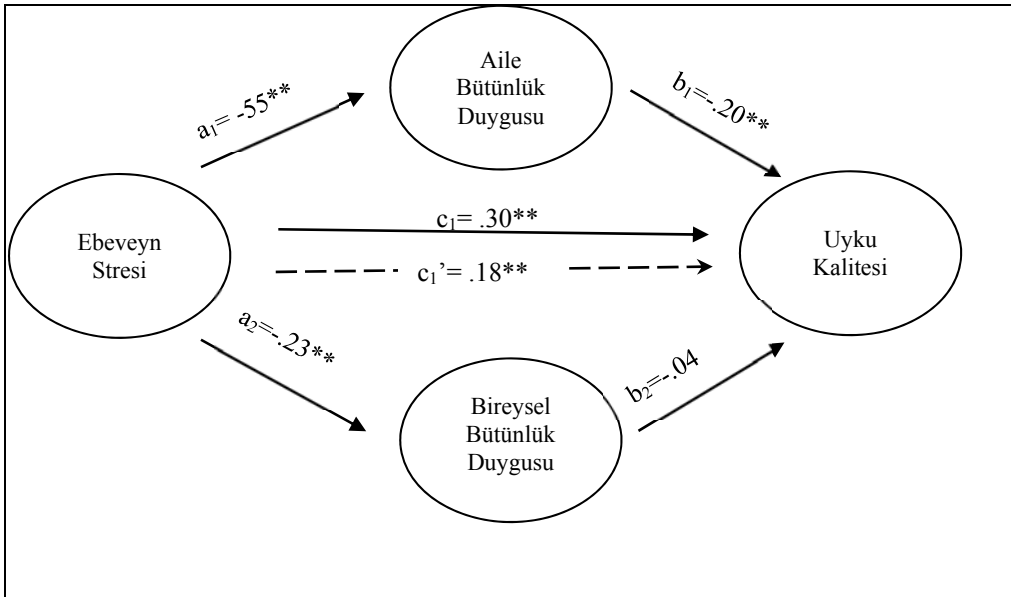 Aile
Bütünlük
Duygusu
a₁= -55**
b₁=-.20**
Ebeveyn
Stresi
c₁= .30**
c₁’= .18**
Uyku
Kalitesi
a₂=-.23**
b₂=-.04
Bireysel
Bütünlük
Duygusu